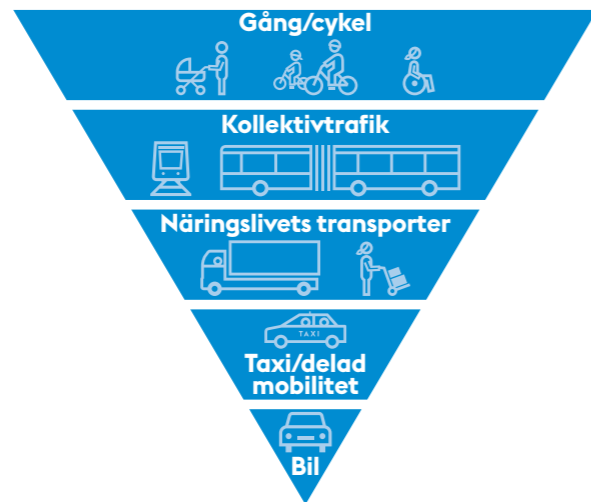 Gång/cykel
Kollektivtrafik
Näringslivets transporter
TAXI
Taxi/delad
mobilitet
Bil